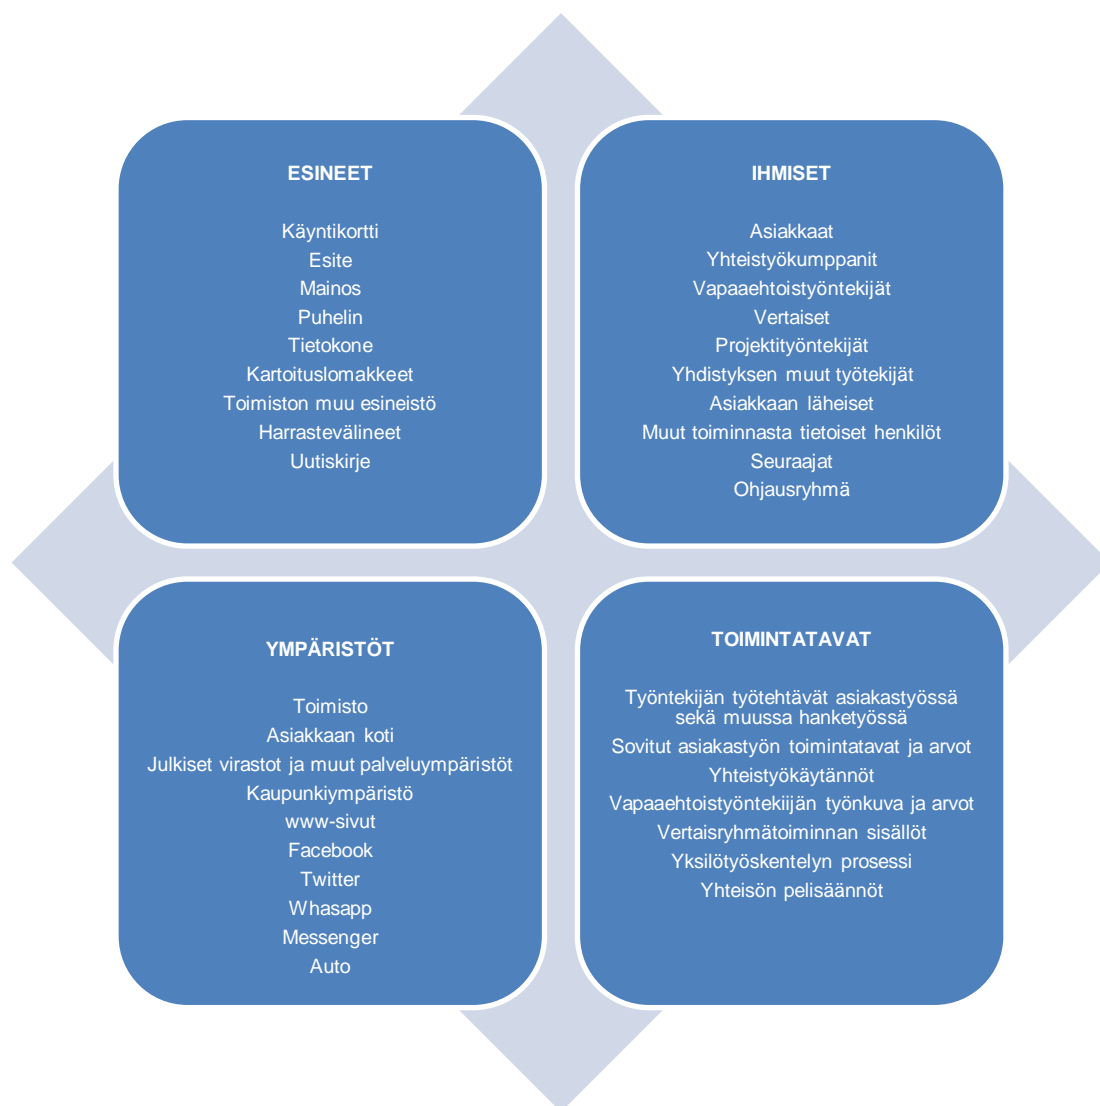 ESINEET
Käyntikortti
Esite
Mainos
Puhelin
Tietokone
Kartoituslomakkeet
Toimiston muu esineistö
Harrastevälineet
Uutiskirje
IHMISET
Asiakkaat
Yhteistyökumppanit
Vapaaehtoistyöntekijät
Vertaiset
Projektityöntekijät
Yhdistyksen muut työtekijät
Asiakkaan läheiset
Muut toiminnasta tietoiset henkilöt
Seuraajat
Ohjausryhmä
YMPÄRISTÖT
Toimisto
Asiakkaan koti
Julkiset virastot ja muut palveluympäristöt
Kaupunkiympäristö
www-sivut
Facebook
Twitter
Whasapp
Messenger
Auto
TOIMINTATAVAT
Työntekijän työtehtävät asiakastyössä
sekä muussa hanketyössä
Sovitut asiakastyön toimintatavat ja arvot
Yhteistyökäytännöt
Vapaaehtoistyöntekiijän työnkuva ja arvot
Vertaisryhmätoiminnan sisällöt
Yksilötyöskentelyn prosessi
Yhteisön pelisäännöt